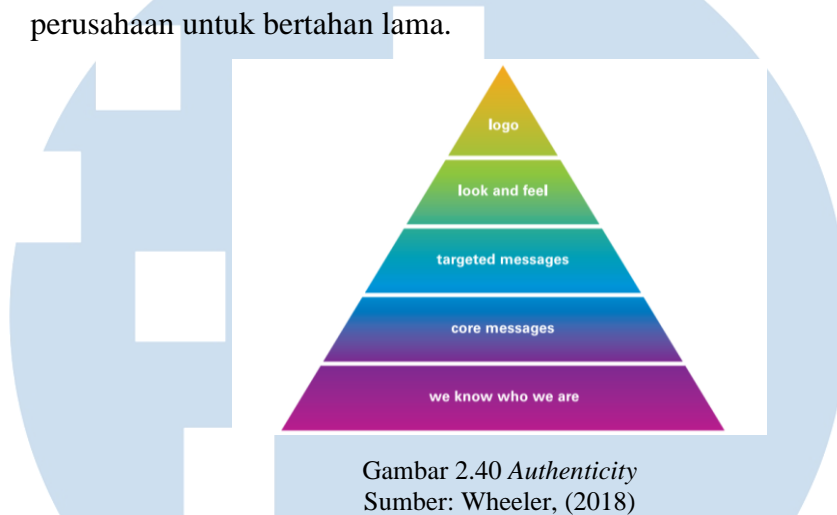 perusahaan untuk bertahan lama.
logo
look and feel
targeted messages
core messages
we know who we are
Gambar 2.40 Authenticity
Sumber: Wheeler, (2018)